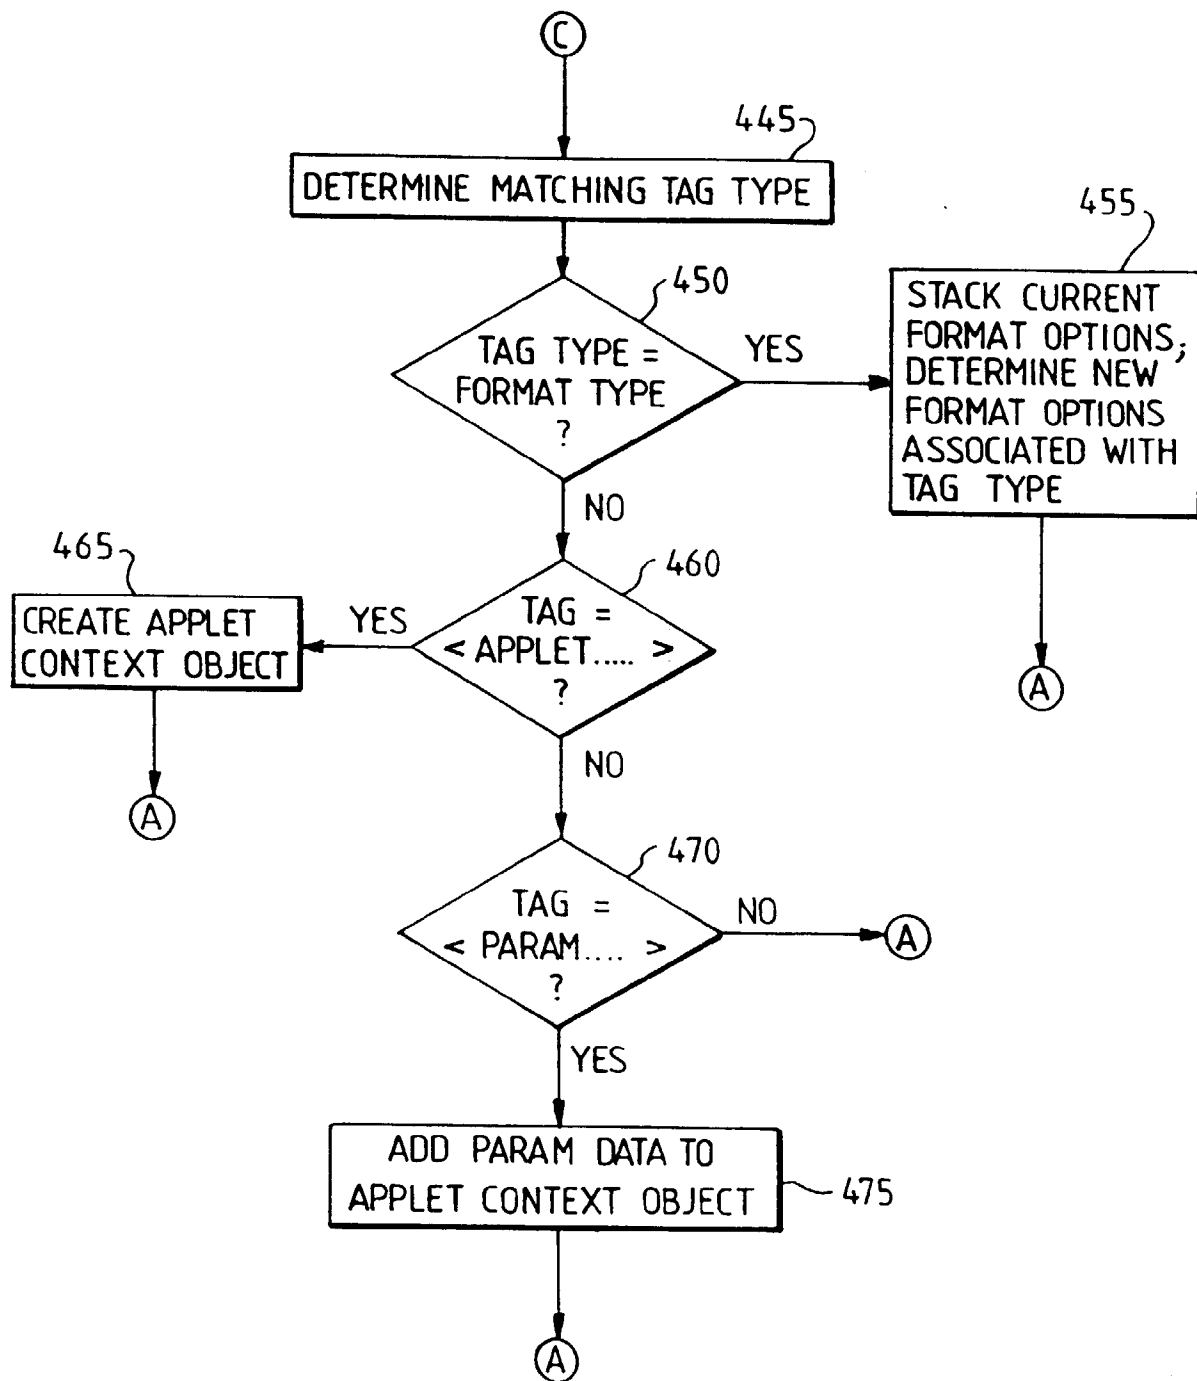 C
445
DETERMINE MATCHING TAG TYPE
450
TAG TYPE =
FORMAT TYPE
?
YES
455
STACK CURRENT
FORMAT OPTIONS;
DETERMINE NEW
FORMAT OPTIONS
ASSOCIATED WITH
TAG TYPE
A
NO
460
TAG =
< APPLET..... >
?
YES
465
CREATE APPLET
CONTEXT OBJECT
A
NO
470
TAG =
< PARAM.... >
?
NO
A
YES
ADD PARAM DATA TO
APPLET CONTEXT OBJECT
475
A